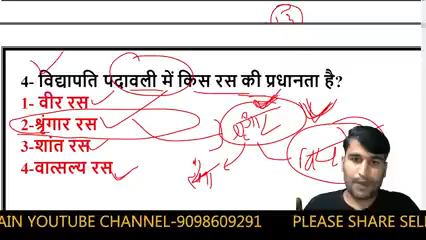 4- विद्यापति पदावली में किस रस की प्रधानता है?
1- वीर रस
2-श्रृंगार रस
3-शांत रस
4-वात्सल्य रस
श्रृंगार
AIN YOUTUBE CHANNEL-9098609291 PLEASE SHARE SEL